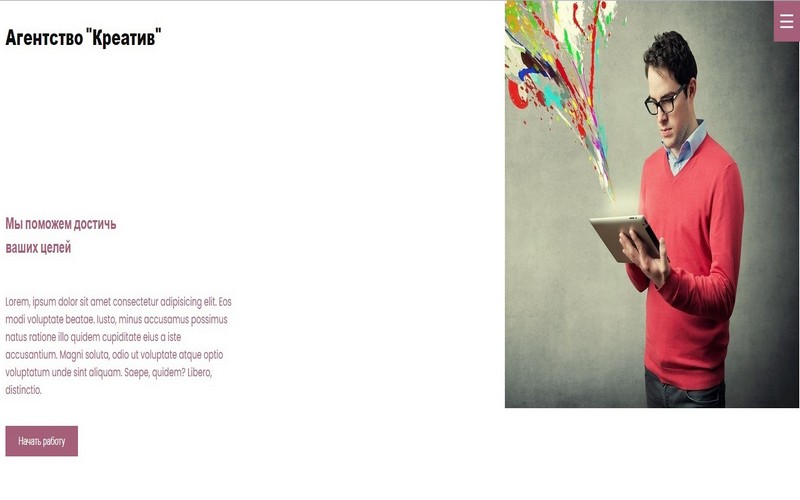 Агентство "Креатив"
Мы поможем достичь
ваших целей
Lorem, ipsum dolor sit amet consectetur adipisicing elit. Eos
modi voluptate beatae. Iusto, minus accusamus possimus
natus ratione illo quidem cupiditate eius a iste
accusantium. Magni soluta, odio ut voluptate atque optio
voluptatum unde sint aliquam. Saepe, quidem? Libero,
distinctio.
Начать работу